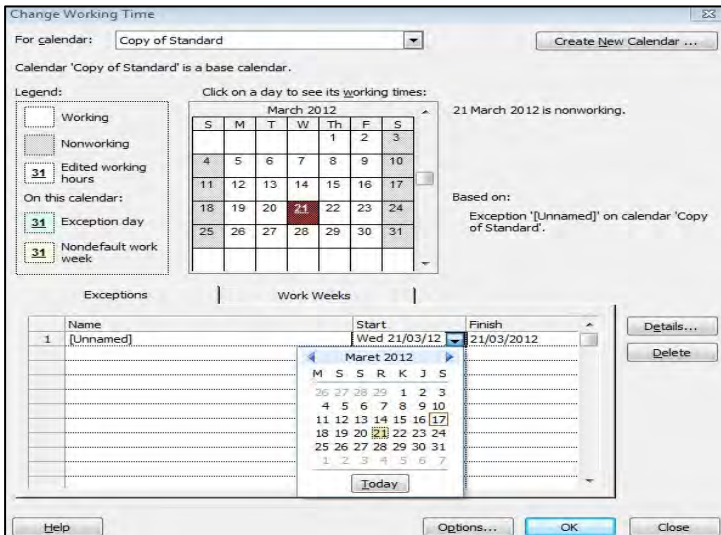 Change Working Time
For calendar: Copy of Standard Create New Calendar ...
Calendar 'Copy of Standard' is a base calendar.
Legend:
Working
Nonworking
31 Edited working hours
On this calendar:
31 Exception day
31 Nondefault work week
Click on a day to see its working times:
March 2012
S M T W Th F S
1 2 3
4 5 6 7 8 9 10
11 12 13 14 15 16 17
18 19 20 21 22 23 24
25 26 27 28 29 30 31
21 March 2012 is nonworking.
Based on:
Exception '[Unnamed]' on calendar 'Copy
of Standard'.
Exceptions Work Weeks
Name Start Finish
1 [Unnamed] Wed 21/03/12 21/03/2012
Details...
Delete
Maret 2012
M S S R K J S
26 27 28 29 1 2 3
4 5 6 7 8 9 10
11 12 13 14 15 16 17
18 19 20 21 22 23 24
25 26 27 28 29 30 31
1 2 3 4 5 6 7
Today
Help Options... OK Close